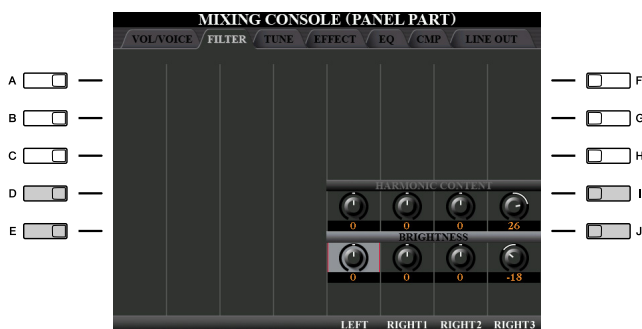 MIXING CONSOLE (PANEL PART)
VOL/VOICE FILTER TUNE EFFECT EQ CMP LINE OUT
A F
B G
C H
D I
HARMONIC CONTENT
0 0 0 26
E J
BRIGHTNESS
0 0 0 -18
LEFT RIGHT1 RIGHT2 RIGHT3